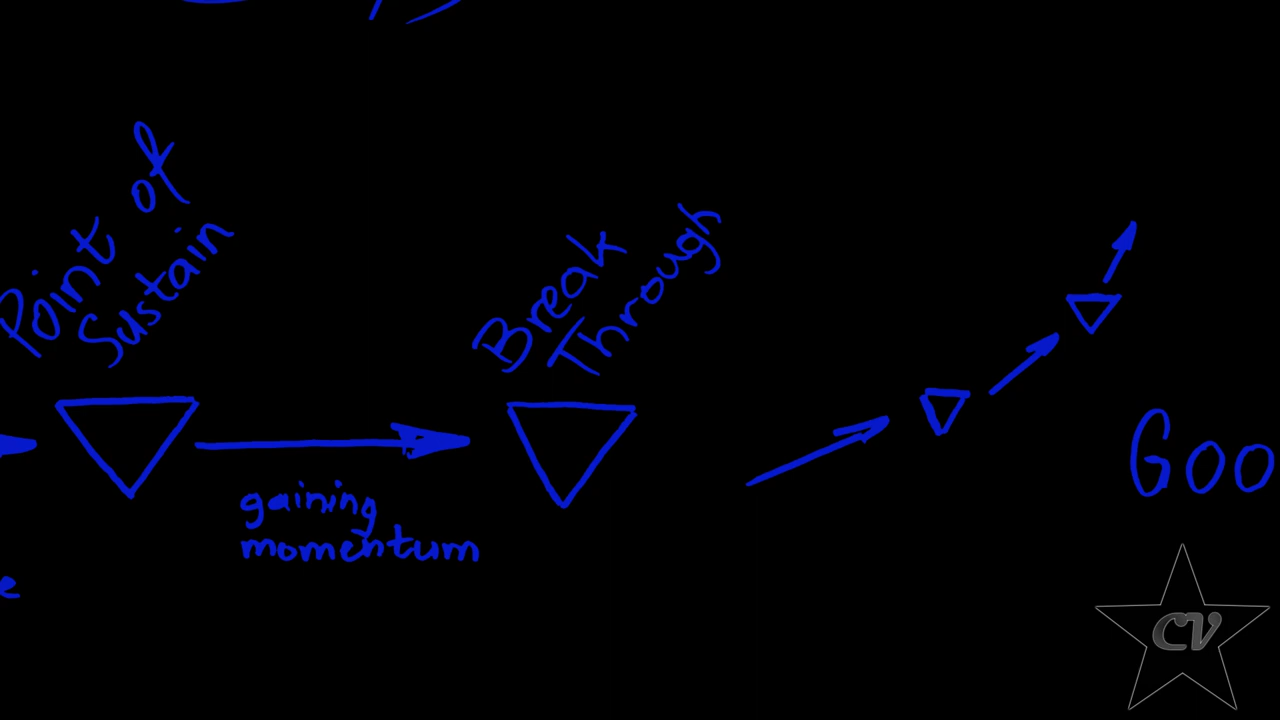 Point of
Sustain
Break
Through
gaining
momentum
Goo
CV